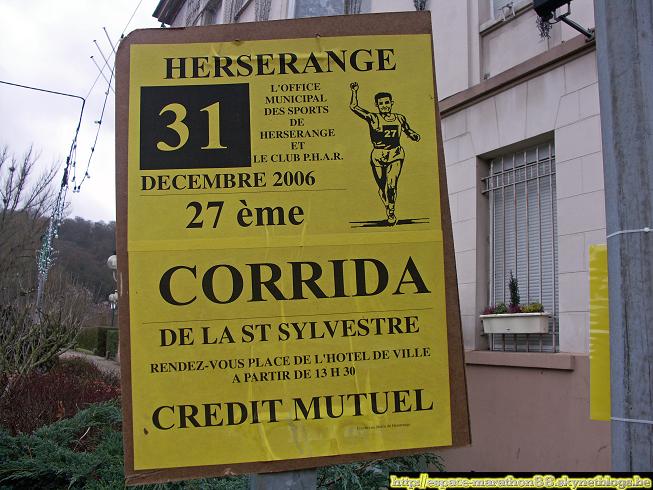 HERSERANGE
31
L'OFFICE
MUNICIPAL
DES SPORTS
DE
HERSERANGE
ET
LE CLUB P.H.A.R.
27
DECEMBRE 2006
27 ème
CORRIDA
DE LA ST SYLVESTRE
RENDEZ-VOUS PLACE DE L'HOTEL DE VILLE
A PARTIR DE 13 H 30
CREDIT MUTUEL
http://espace-marathon88.skynetblogs.be